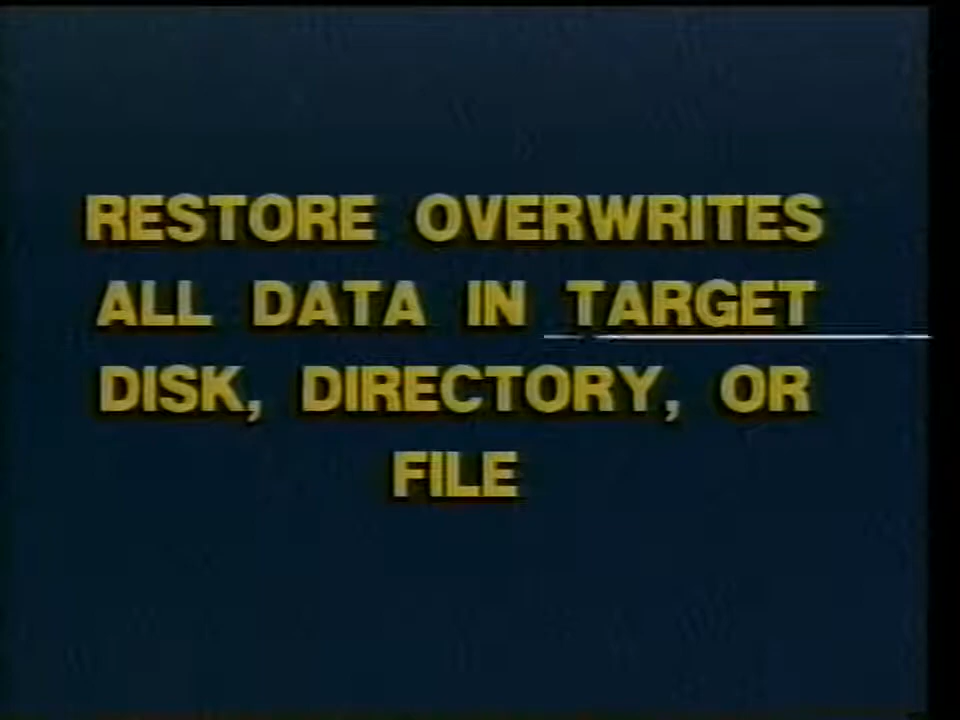 RESTORE OVERWRITES
ALL DATA IN TARGET
DISK, DIRECTORY, OR
FILE